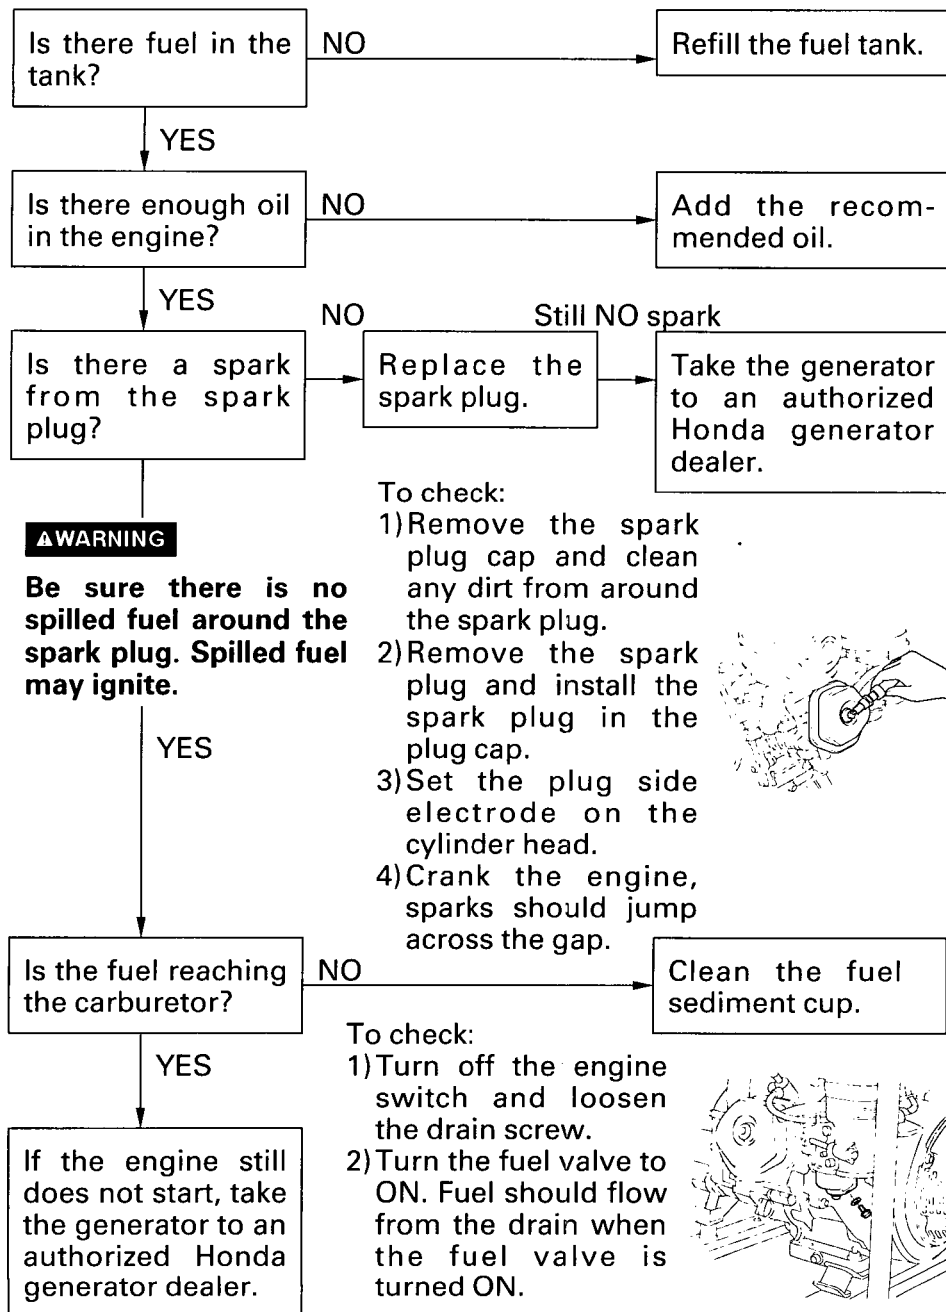 Is there fuel in the
tank?
NO
Refill the fuel tank.
YES
Is there enough oil
in the engine?
NO
Add the recom-
mended oil.
YES
NO
Still NO spark
Is there a spark
from the spark
plug?
Replace the
spark plug.
Take the generator
to an authorized
Honda generator
dealer.
WARNING
Be sure there is no
spilled fuel around the
spark plug. Spilled fuel
may ignite.
To check:
1) Remove the spark
plug cap and clean
any dirt from around
the spark plug.
2) Remove the spark
plug and install the
spark plug in the
plug cap.
3) Set the plug side
electrode on the
cylinder head.
4) Crank the engine,
sparks should jump
across the gap.
YES
Is the fuel reaching
the carburetor?
NO
Clean the fuel
sediment cup.
YES
To check:
1) Turn off the engine
switch and loosen
the drain screw.
2) Turn the fuel valve to
ON. Fuel should flow
from the drain when
the fuel valve is
turned ON.
If the engine still
does not start, take
the generator to an
authorized Honda
generator dealer.